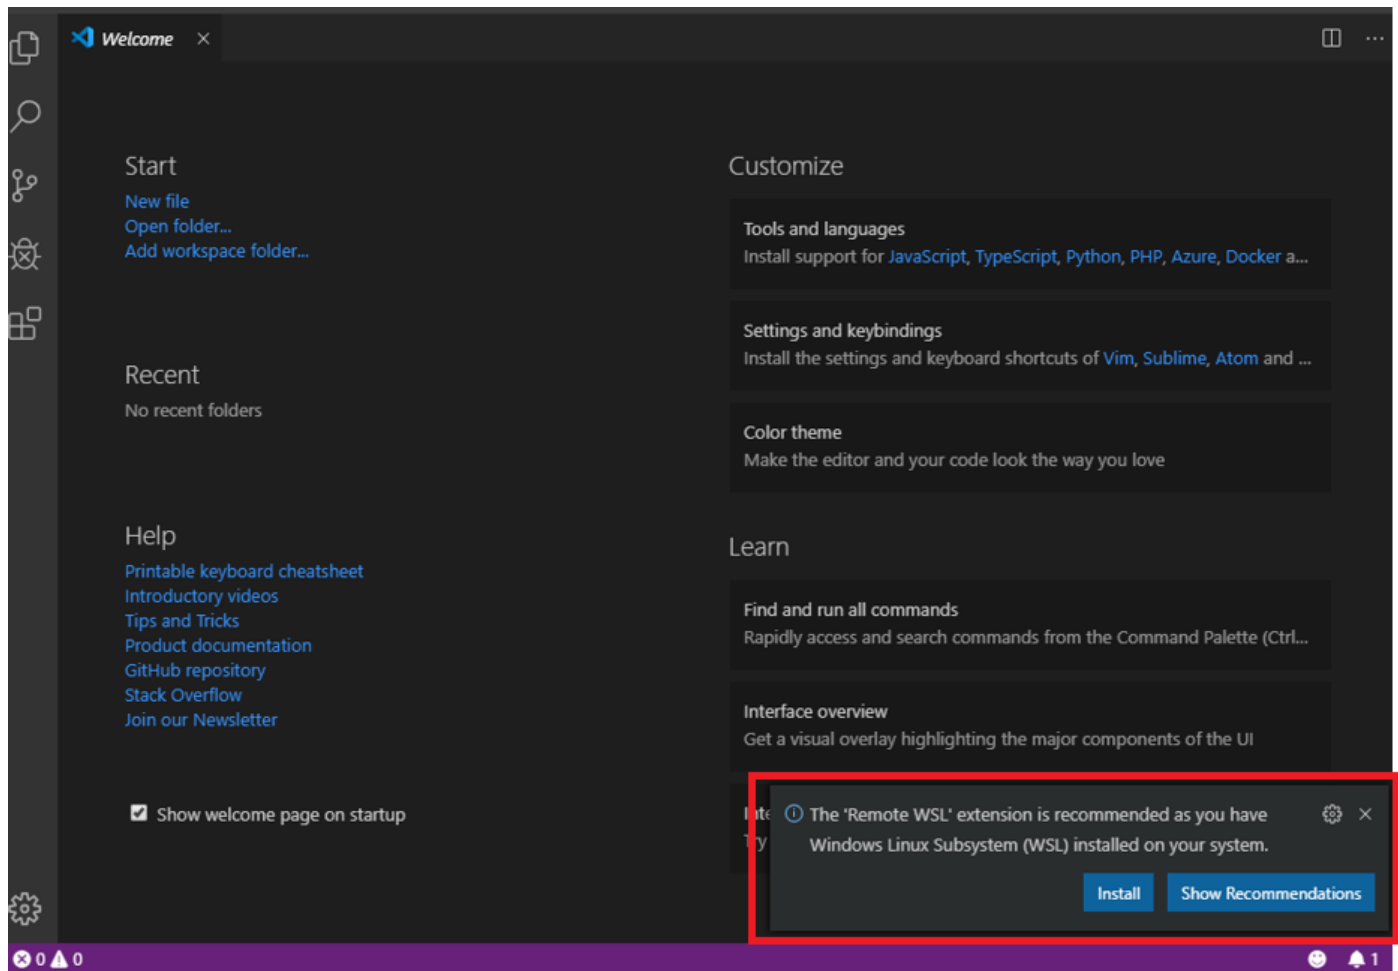 Welcome
Start
New file
Open folder...
Add workspace folder...
Recent
No recent folders
Help
Printable keyboard cheatsheet
Introductory videos
Tips and Tricks
Product documentation
GitHub repository
Stack Overflow
Join our Newsletter
Show welcome page on startup
Customize
Tools and languages
Install support for JavaScript, TypeScript, Python, PHP, Azure, Docker a...
Settings and keybindings
Install the settings and keyboard shortcuts of Vim, Sublime, Atom and ...
Color theme
Make the editor and your code look the way you love
Learn
Find and run all commands
Rapidly access and search commands from the Command Palette (Ctrl...
Interface overview
Get a visual overlay highlighting the major components of the UI
The 'Remote WSL' extension is recommended as you have
Windows Linux Subsystem (WSL) installed on your system.
Install
Show Recommendations
0 0
1